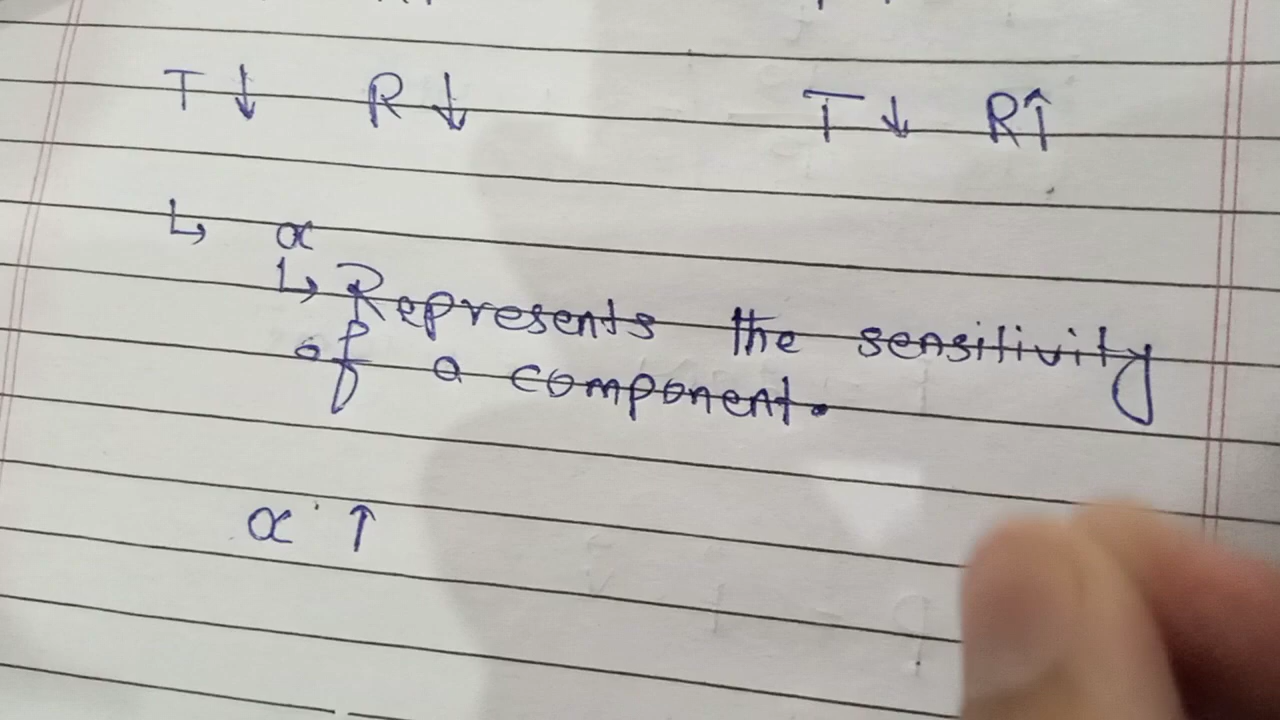 T ↓ R ↓ T ↓ R↑
↳ α
↳ Represents the sensitivity
of a component.
α ↑